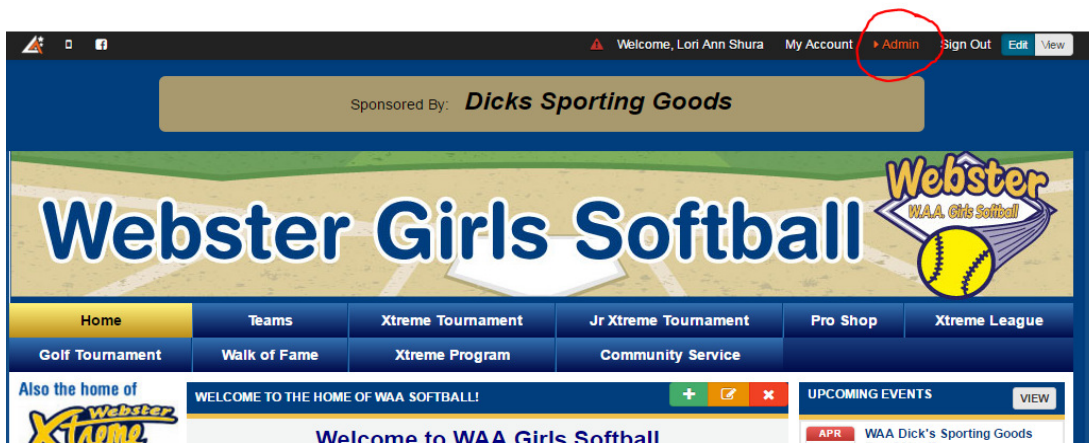 Welcome, Lori Ann Shura My Account Admin Sign Out Edit View
Sponsored By: Dicks Sporting Goods
Webster Girls Softball
Webster
W.A.A. Girls Softball
Home Teams Xtreme Tournament Jr Xtreme Tournament Pro Shop Xtreme League
Golf Tournament Walk of Fame Xtreme Program Community Service
Also the home of
Webster
Xtreme
WELCOME TO THE HOME OF WAA SOFTBALL!
Welcome to WAA Girls Softball
UPCOMING EVENTS VIEW
APR WAA Dick's Sporting Goods